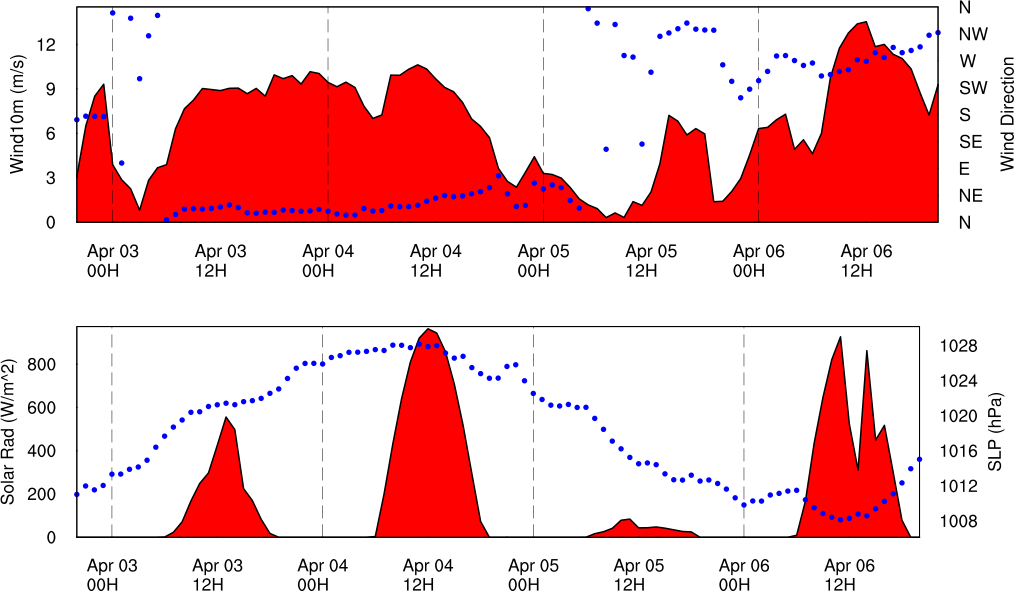 N
12
NW
W
9
SW
S
6
SE
E
3
NE
0
N
Wind10m (m/s)
Wind Direction
Apr 03 Apr 03 Apr 04 Apr 04 Apr 05 Apr 05 Apr 06 Apr 06
00H 12H 00H 12H 00H 12H 00H 12H
800
600
400
200
0
Solar Rad (W/m^2)
1028
1024
1020
1016
1012
1008
SLP (hPa)
Apr 03 Apr 03 Apr 04 Apr 04 Apr 05 Apr 05 Apr 06 Apr 06
00H 12H 00H 12H 00H 12H 00H 12H